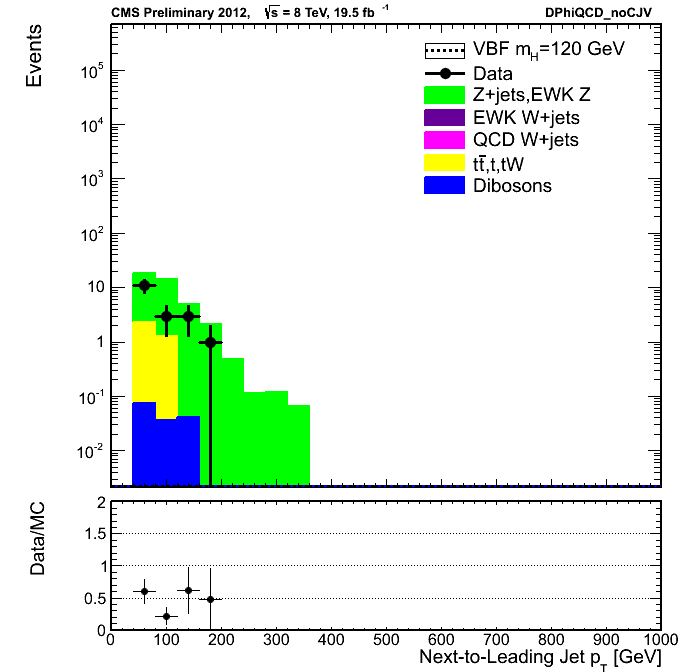 CMS Preliminary 2012, √s = 8 TeV, 19.5 fb⁻¹ DPhiQCD_noCJV
Events
10⁵
10⁴
10³
10²
10
1
10⁻¹
10⁻²
VBF m_H=120 GeV
Data
Z+jets,EWK Z
EWK W+jets
QCD W+jets
tt̄,t,tW
Dibosons
Data/MC
2
1.5
1
0.5
0
0 100 200 300 400 500 600 700 800 900 1000
Next-to-Leading Jet p_T [GeV]